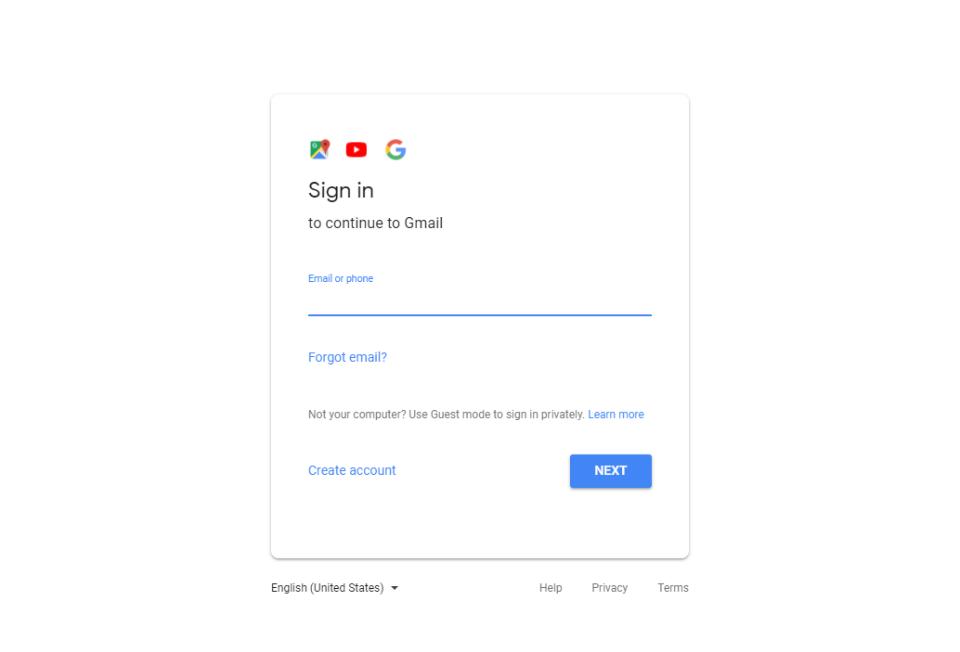 Sign in
to continue to Gmail
Email or phone
Forgot email?
Not your computer? Use Guest mode to sign in privately. Learn more
Create account
NEXT
English (United States)
Help Privacy Terms